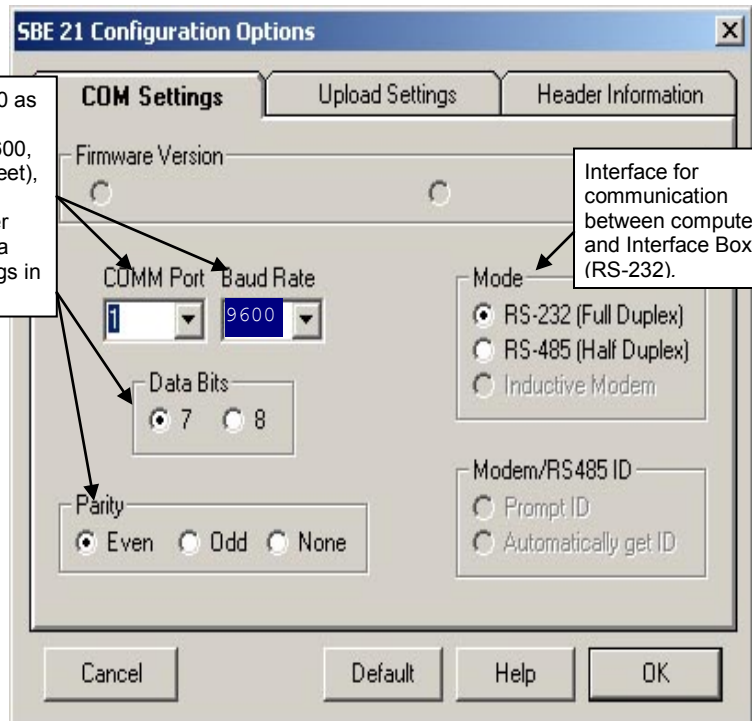 SBE 21 Configuration Options
COM Settings
Upload Settings
Header Information
0 as
600,
eet),
er
a
gs in
Firmware Version
Interface for
communication
between compute
and Interface Box
(RS-232).
COMM Port
Baud Rate
1
9600
Mode
RS-232 (Full Duplex)
RS-485 (Half Duplex)
Inductive Modem
Data Bits
7
8
Modem/RS485 ID
Prompt ID
Automatically get ID
Parity
Even
Odd
None
Cancel
Default
Help
OK